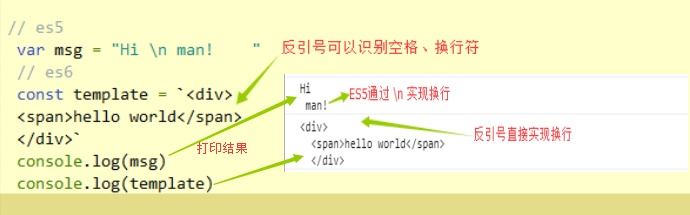 // es5
var msg = "Hi \n man!    "
// es6
const template = `<div>
<span>hello world</span>
</div>`
console.log(msg)
console.log(template)
反引号可以识别空格、换行符
打印结果
Hi
 man!
ES5通过 \n 实现换行
<div>
  <span>hello world</span>
  </div>
反引号直接实现换行